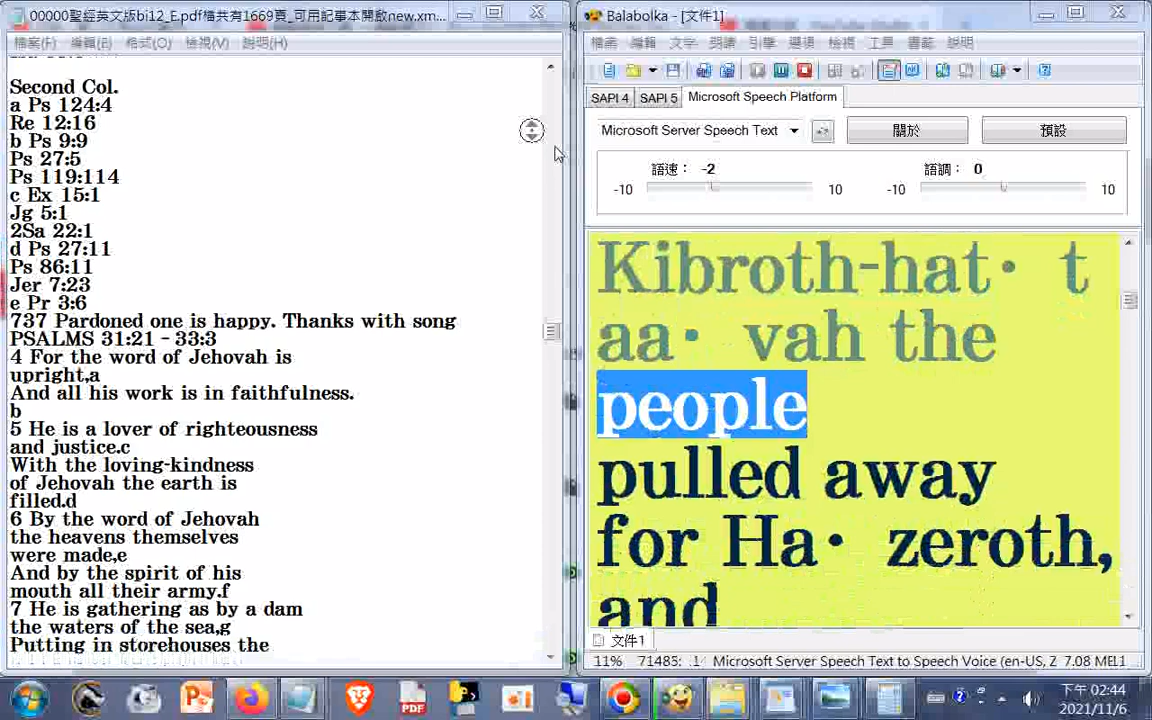 00000聖經英文版bi12_E.pdf檔共有1669頁_可用記事本開啟new.xm...
檔案(F) 編輯(E) 格式(O) 檢視(V) 說明(H)
Second Col.
a Ps 124:4
Re 12:16
b Ps 9:9
Ps 27:5
Ps 119:114
c Ex 15:1
Jg 5:1
2Sa 22:1
d Ps 27:11
Ps 86:11
Jer 7:23
e Pr 3:6
737 Pardoned one is happy. Thanks with song
PSALMS 31:21 - 33:3
4 For the word of Jehovah is
upright,a
And all his work is in faithfulness.
b
5 He is a lover of righteousness
and justice.c
With the loving-kindness
of Jehovah the earth is
filled.d
6 By the word of Jehovah
the heavens themselves
were made,e
And by the spirit of his
mouth all their army.f
7 He is gathering as by a dam
the waters of the sea,g
Putting in storehouses the
Balabolka - [文件1]
檔案 編輯 文字 朗讀 引擎 選項 檢視 工具 書籤 說明
SAPI 4 SAPI 5 Microsoft Speech Platform
Microsoft Server Speech Text 關於 預設
語速： -2 語調： 0
-10 10 -10 10
Kibroth-hat· t
aa· vah the
people
pulled away
for Ha· zeroth,
and
文件1
11% 71485: Microsoft Server Speech Text to Speech Voice (en-US, Z 7.08 MEL1
PDF
下午 02:44
2021/11/6